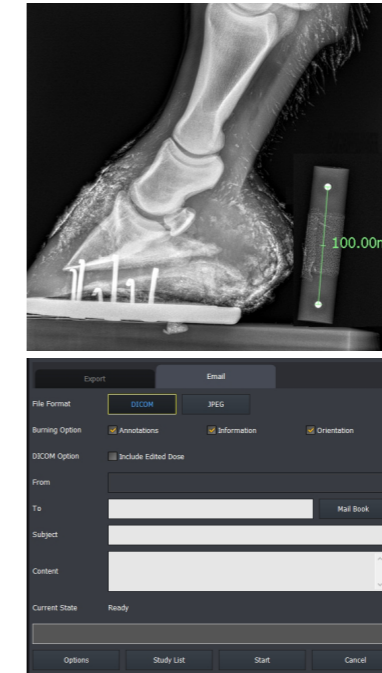 100.00
Export Email
File Format DICOM JPEG
Burning Option Annotations Information Orientation
DICOM Option Include Edited Dose
From
To Mail Book
Subject
Content
Current State Ready
Options Study List Start Cancel